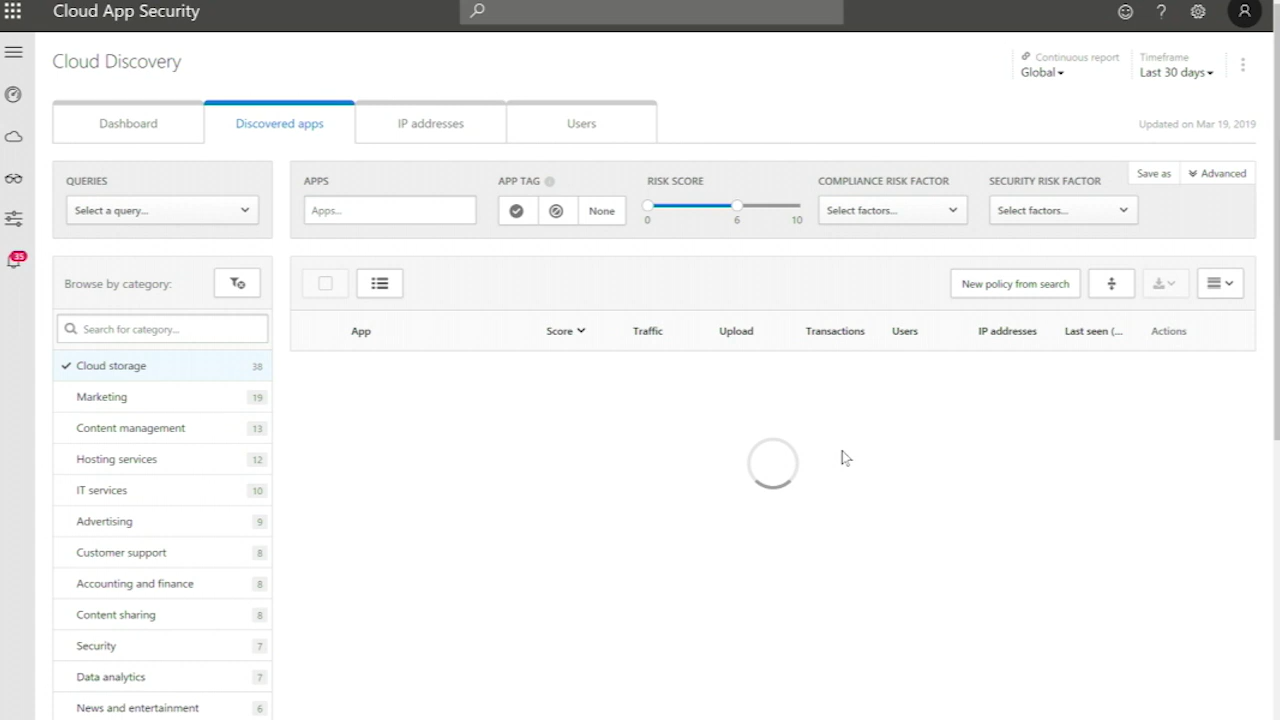 Cloud App Security
Cloud Discovery
Continuous report
Global
Timeframe
Last 30 days
Dashboard
Discovered apps
IP addresses
Users
Updated on Mar 19, 2019
QUERIES
Select a query...
APPS
Apps...
APP TAG
None
RISK SCORE
0
6
10
COMPLIANCE RISK FACTOR
Select factors...
SECURITY RISK FACTOR
Select factors...
Save as
Advanced
35
Browse by category:
Search for category...
New policy from search
App
Score
Traffic
Upload
Transactions
Users
IP addresses
Last seen (...
Actions
Cloud storage 38
Marketing 19
Content management 13
Hosting services 12
IT services 10
Advertising 9
Customer support 8
Accounting and finance 8
Content sharing 8
Security 7
Data analytics 7
News and entertainment 6